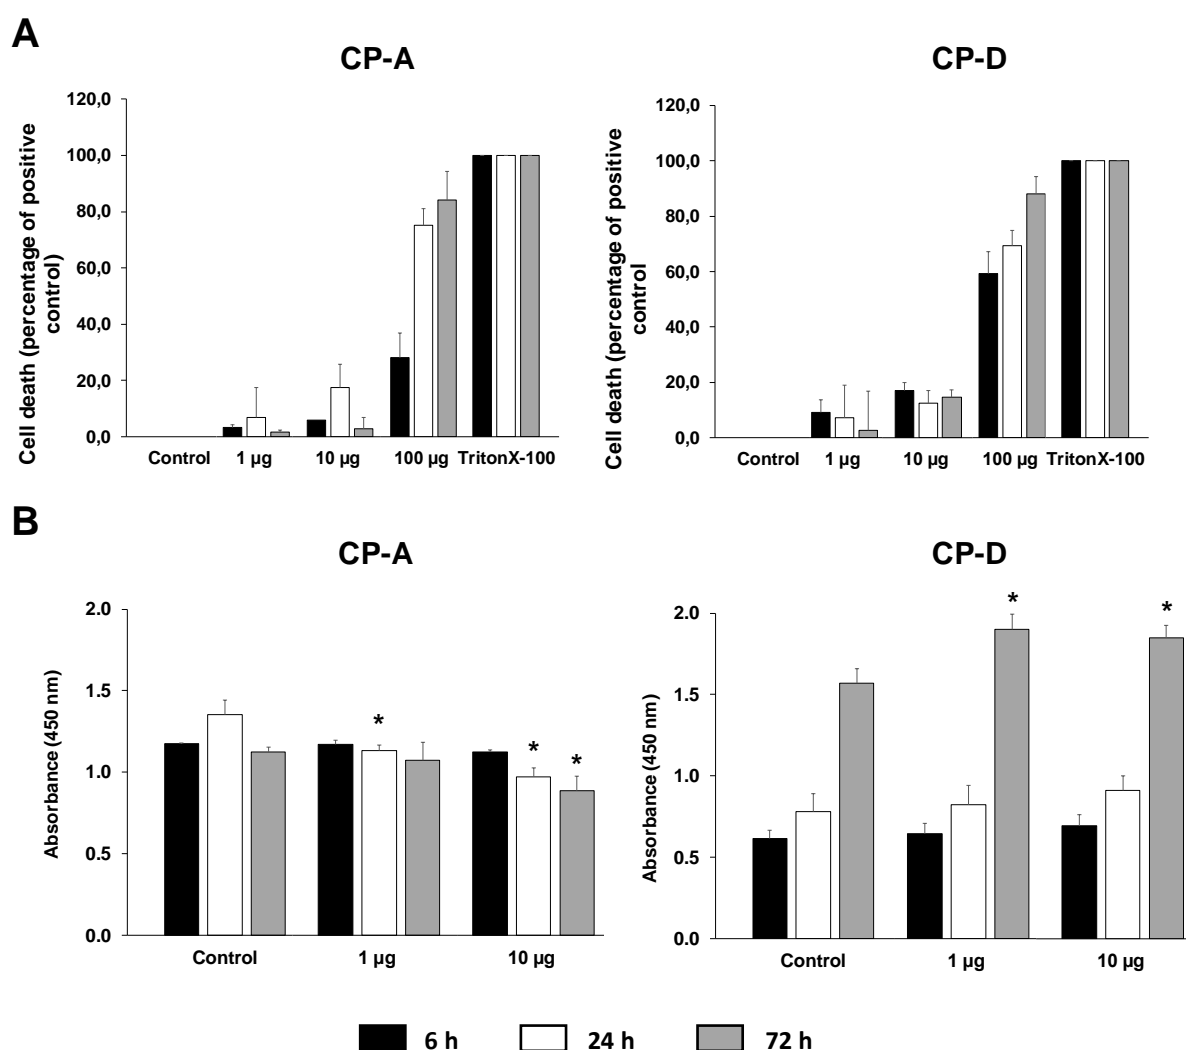 A
CP-A
CP-D
Cell death (percentage of positive
control)
120,0
100,0
80,0
60,0
40,0
20,0
0,0
Control 1 µg 10 µg 100 µg TritonX-100
Cell death (percentage of positive
control
120,0
100,0
80,0
60,0
40,0
20,0
0,0
Control 1 µg 10 µg 100 µg TritonX-100
B
CP-A
CP-D
Absorbance (450 nm)
2.0
1.5
1.0
0.5
0.0
*
*
*
Control 1 µg 10 µg
Absorbance (450 nm)
2.0
1.5
1.0
0.5
0.0
*
*
Control 1 µg 10 µg
6 h 24 h 72 h